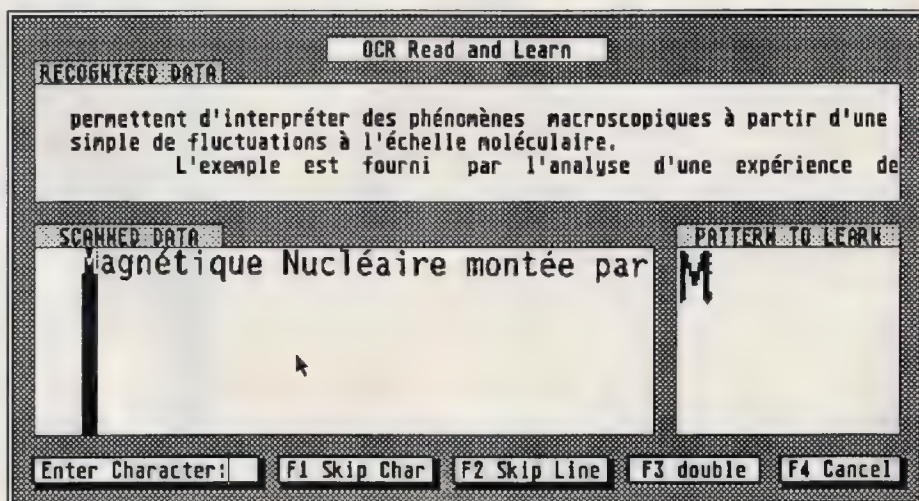 OCR Read and Learn
RECOGNIZED DATA
permettent d'interpréter des phénomènes macroscopiques à partir d'une
simple de fluctuations à l'échelle moléculaire.
L'exemple est fourni par l'analyse d'une expérience de
SCANNED DATA
Magnétique Nucléaire montée par
PATTERN TO LEARN
M
Enter Character: F1 Skip Char F2 Skip Line F3 double F4 Cancel